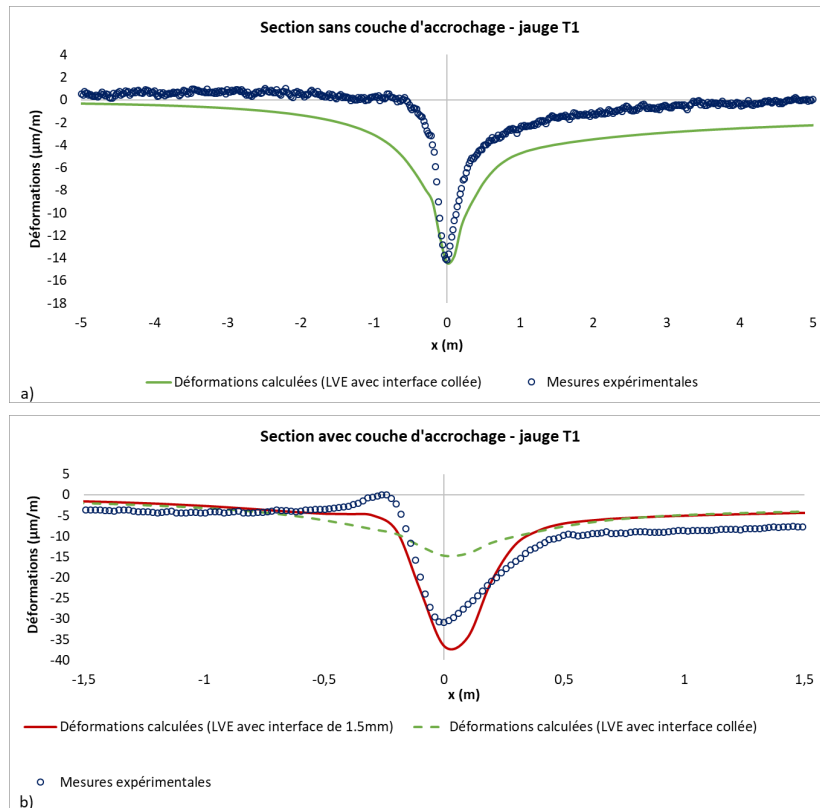 Section sans couche d'accrochage - jauge T1
4
2
0
-2
-4
-6
-8
-10
-12
-14
-16
-18
Déformations (µm/m)
-5 -4 -3 -2 -1 0 1 2 3 4 5
x (m)
Déformations calculées (LVE avec interface collée) Mesures expérimentales
a)
Section avec couche d'accrochage - jauge T1
5
0
-5
-10
-15
-20
-25
-30
-35
-40
Déformations (µm/m)
-1,5 -1 -0,5 0 0,5 1 1,5
x (m)
Déformations calculées (LVE avec interface de 1.5mm) Déformations calculées (LVE avec interface collée)
Mesures expérimentales
b)